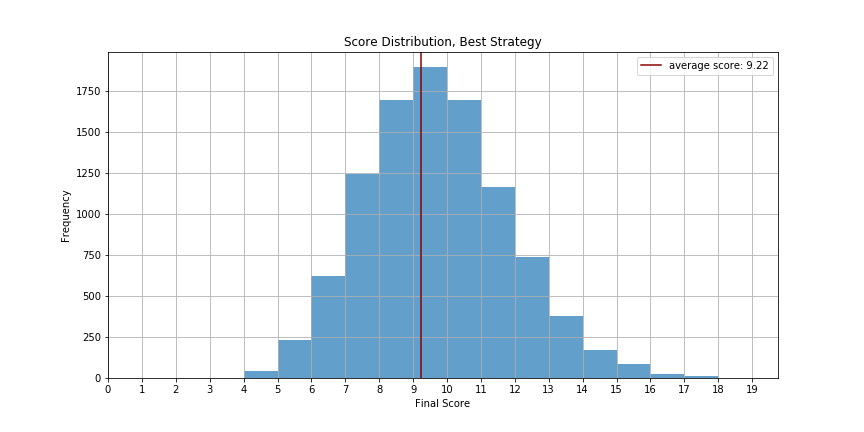 Score Distribution, Best Strategy
average score: 9.22
1750
1500
1250
1000
750
500
250
0
Frequency
0 1 2 3 4 5 6 7 8 9 10 11 12 13 14 15 16 17 18 19
Final Score